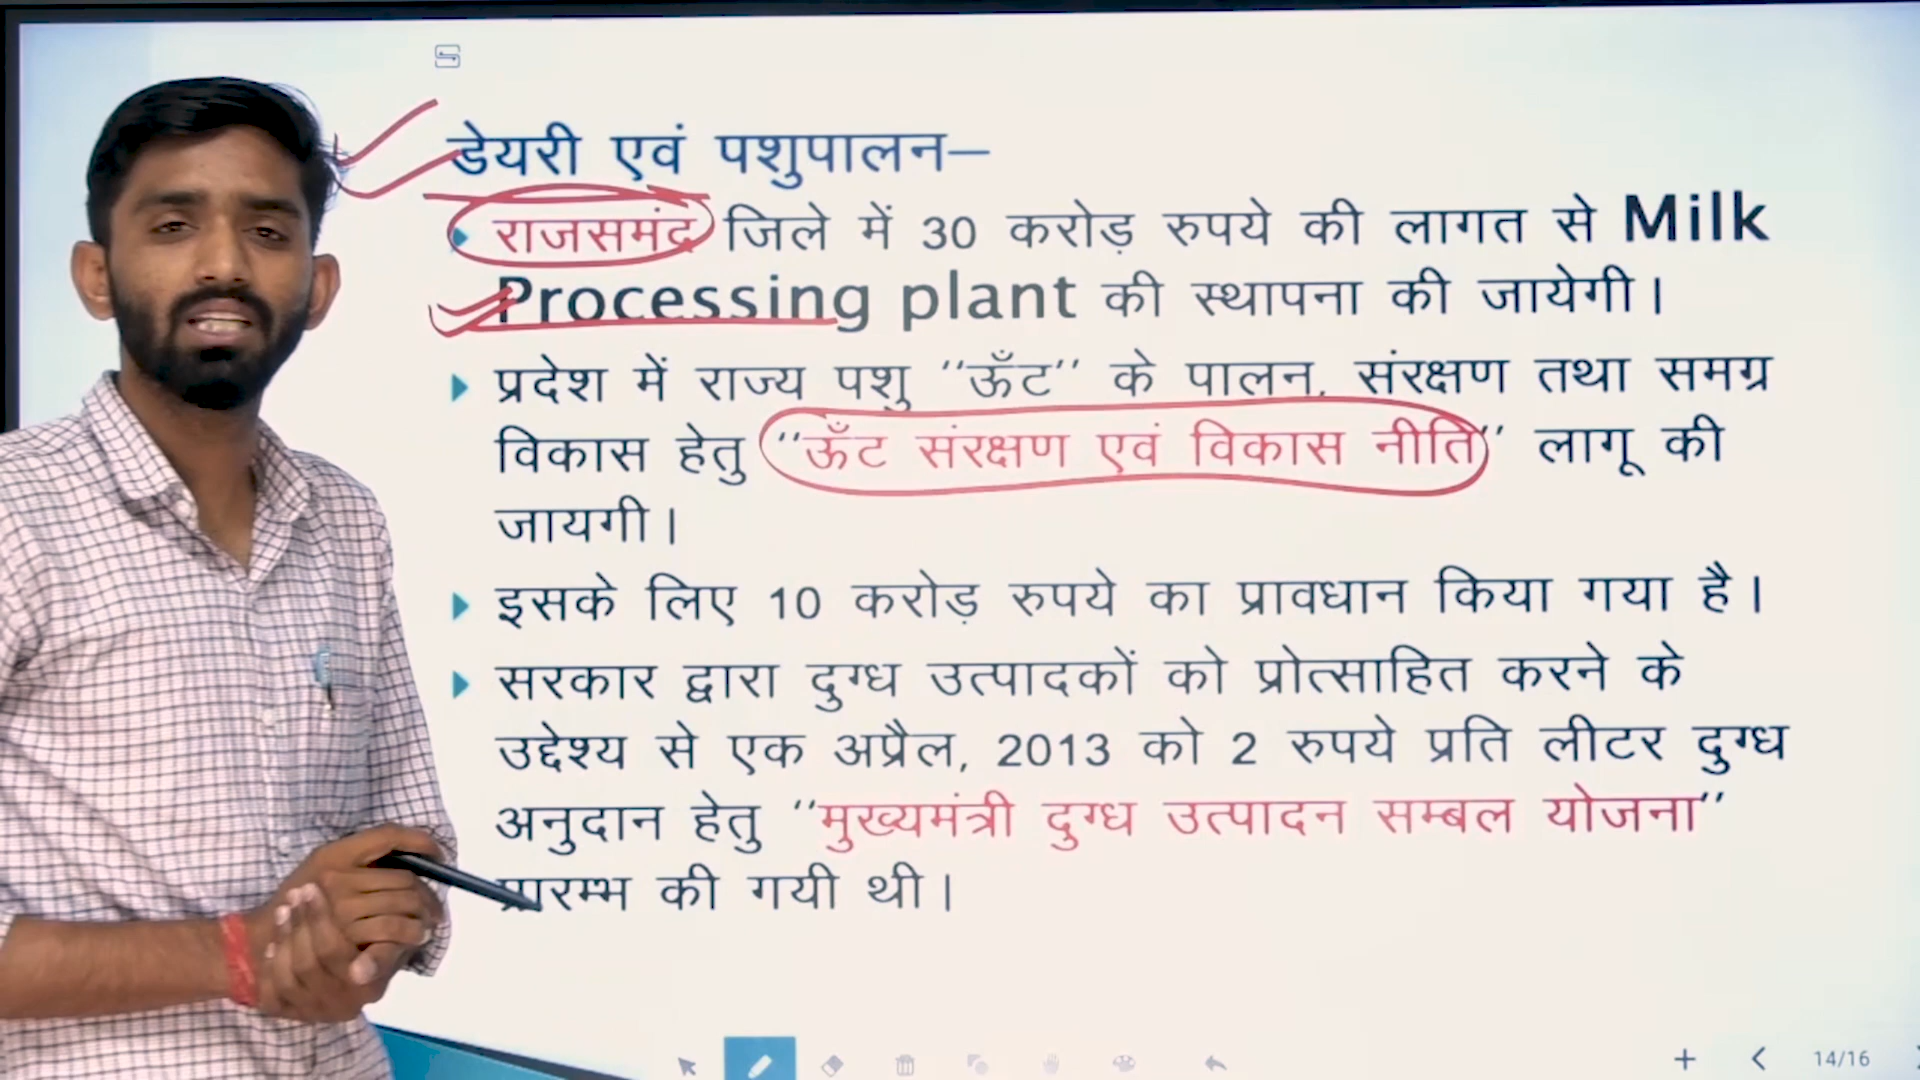 डेयरी एवं पशुपालन–
राजसमंद जिले में 30 करोड़ रुपये की लागत से Milk
Processing plant की स्थापना की जायेगी।
प्रदेश में राज्य पशु ''ऊँट'' के पालन, संरक्षण तथा समग्र
विकास हेतु ''ऊँट संरक्षण एवं विकास नीति'' लागू की
जायगी।
इसके लिए 10 करोड़ रुपये का प्रावधान किया गया है।
सरकार द्वारा दुग्ध उत्पादकों को प्रोत्साहित करने के
उद्देश्य से एक अप्रैल, 2013 को 2 रुपये प्रति लीटर दुग्ध
अनुदान हेतु ''मुख्यमंत्री दुग्ध उत्पादन सम्बल योजना''
प्रारम्भ की गयी थी।
14/16